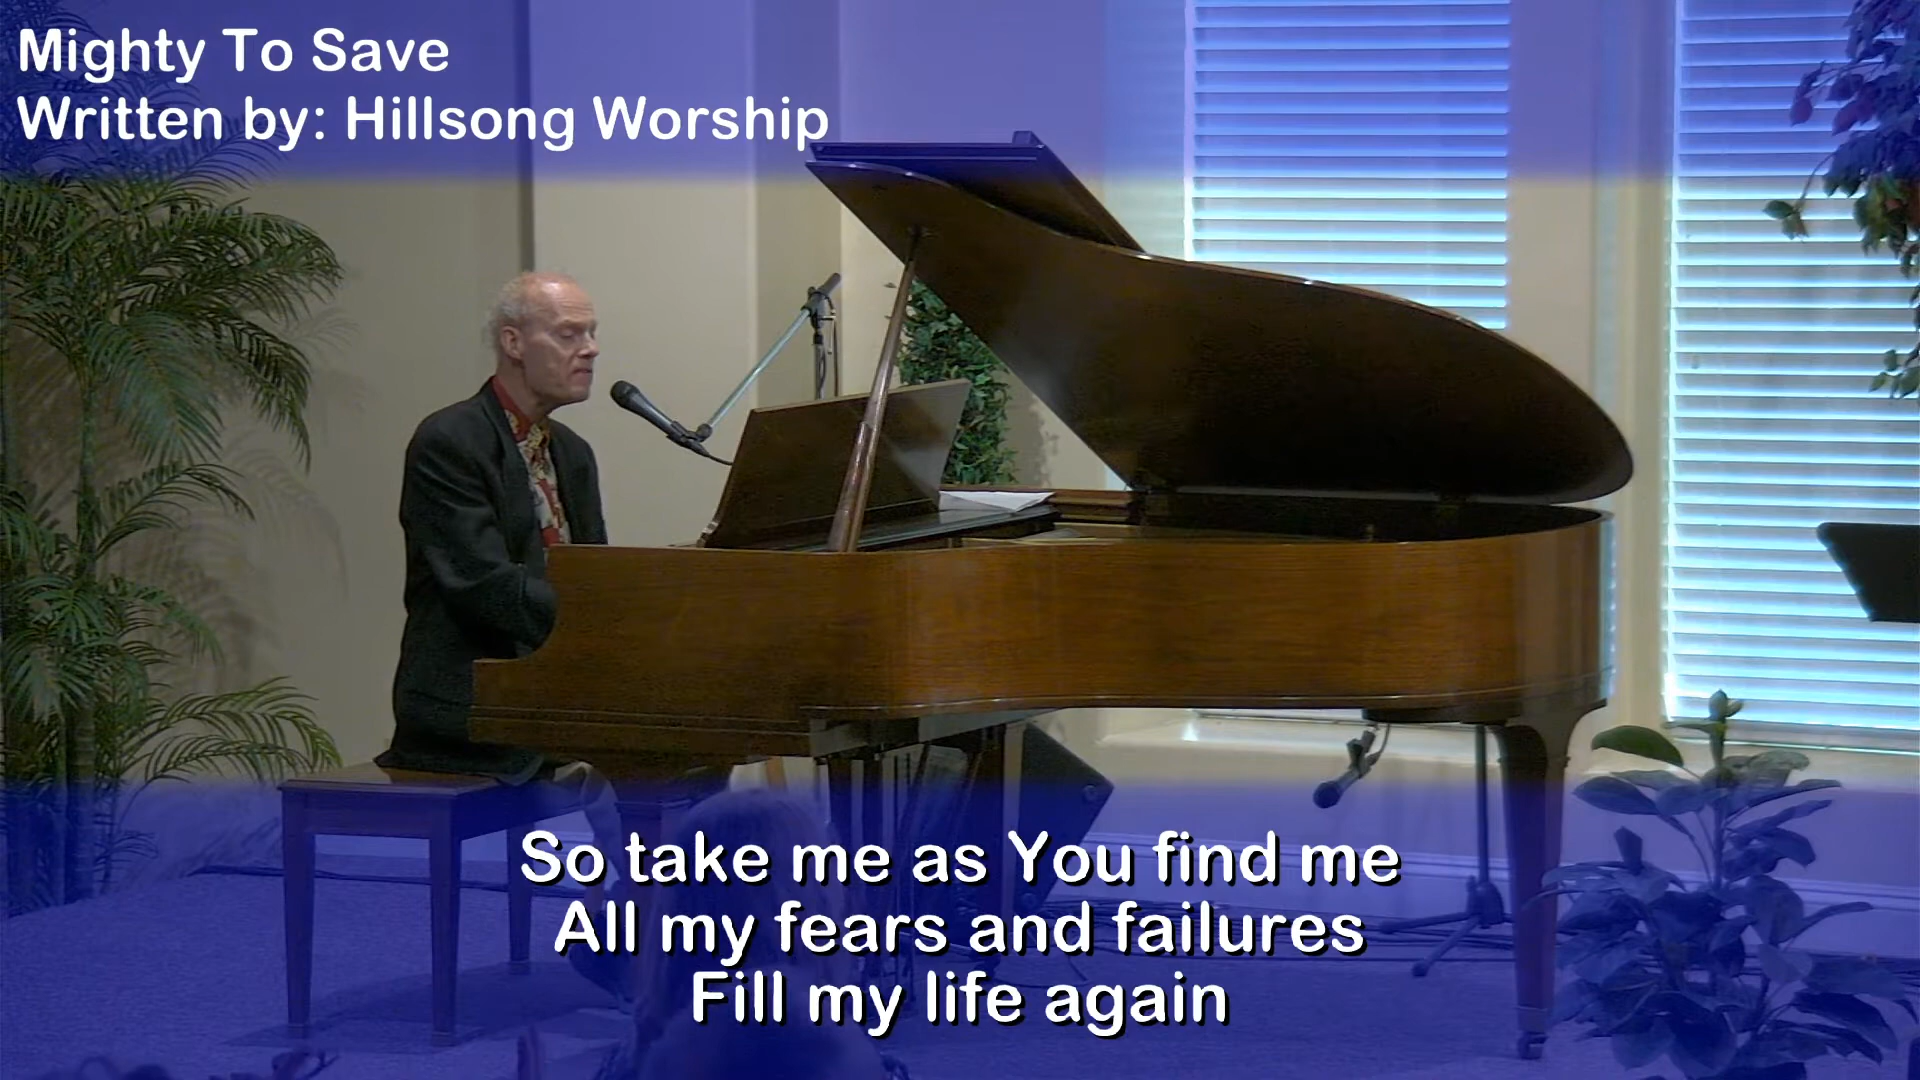 Mighty To Save
Written by: Hillsong Worship
So take me as You find me
All my fears and failures
Fill my life again